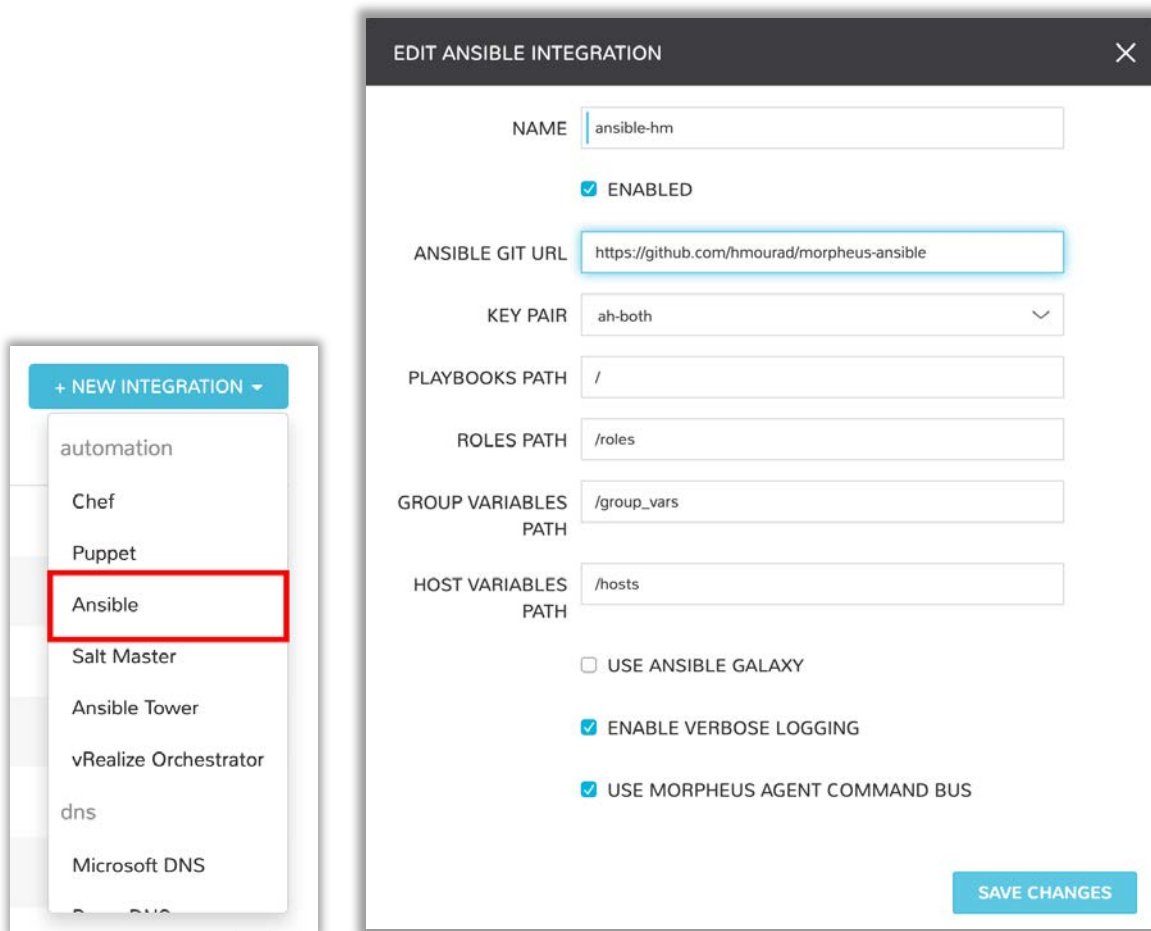 + NEW INTEGRATION
automation
Chef
Puppet
Ansible
Salt Master
Ansible Tower
vRealize Orchestrator
dns
Microsoft DNS
EDIT ANSIBLE INTEGRATION
NAME ansible-hm
ENABLED
ANSIBLE GIT URL https://github.com/hmourad/morpheus-ansible
KEY PAIR ah-both
PLAYBOOKS PATH /
ROLES PATH /roles
GROUP VARIABLES /group_vars
PATH
HOST VARIABLES /hosts
PATH
USE ANSIBLE GALAXY
ENABLE VERBOSE LOGGING
USE MORPHEUS AGENT COMMAND BUS
SAVE CHANGES